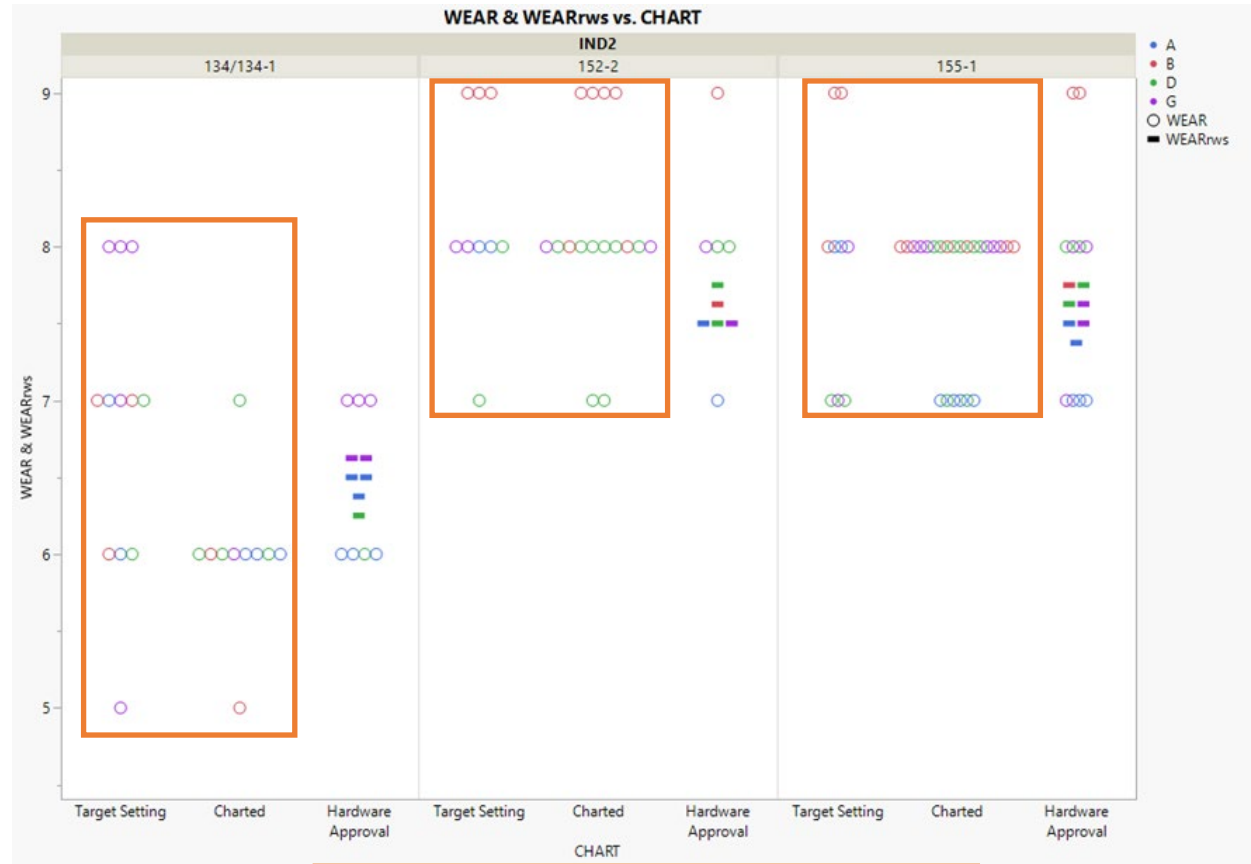 WEAR & WEARrws vs. CHART
IND2
134/134-1 152-2 155-1
A
B
D
G
WEAR
WEARrws
9
8
7
6
5
WEAR & WEARrws
Target Setting Charted Hardware Approval Target Setting Charted Hardware Approval Target Setting Charted Hardware Approval
CHART